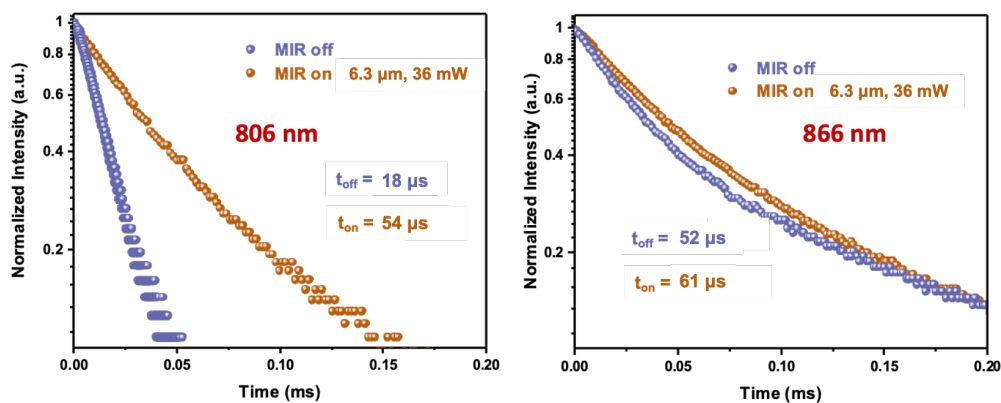 MIR off
MIR on 6.3 µm, 36 mW
806 nm
t_off = 18 µs
t_on = 54 µs
Normalized Intensity (a.u.)
1
0.8
0.6
0.4
0.2
0.00 0.05 0.10 0.15 0.20
Time (ms)
MIR off
MIR on 6.3 µm, 36 mW
866 nm
t_off = 52 µs
t_on = 61 µs
Normalized Intensity (a.u.)
1
0.8
0.6
0.4
0.2
0.00 0.05 0.10 0.15 0.20
Time (ms)